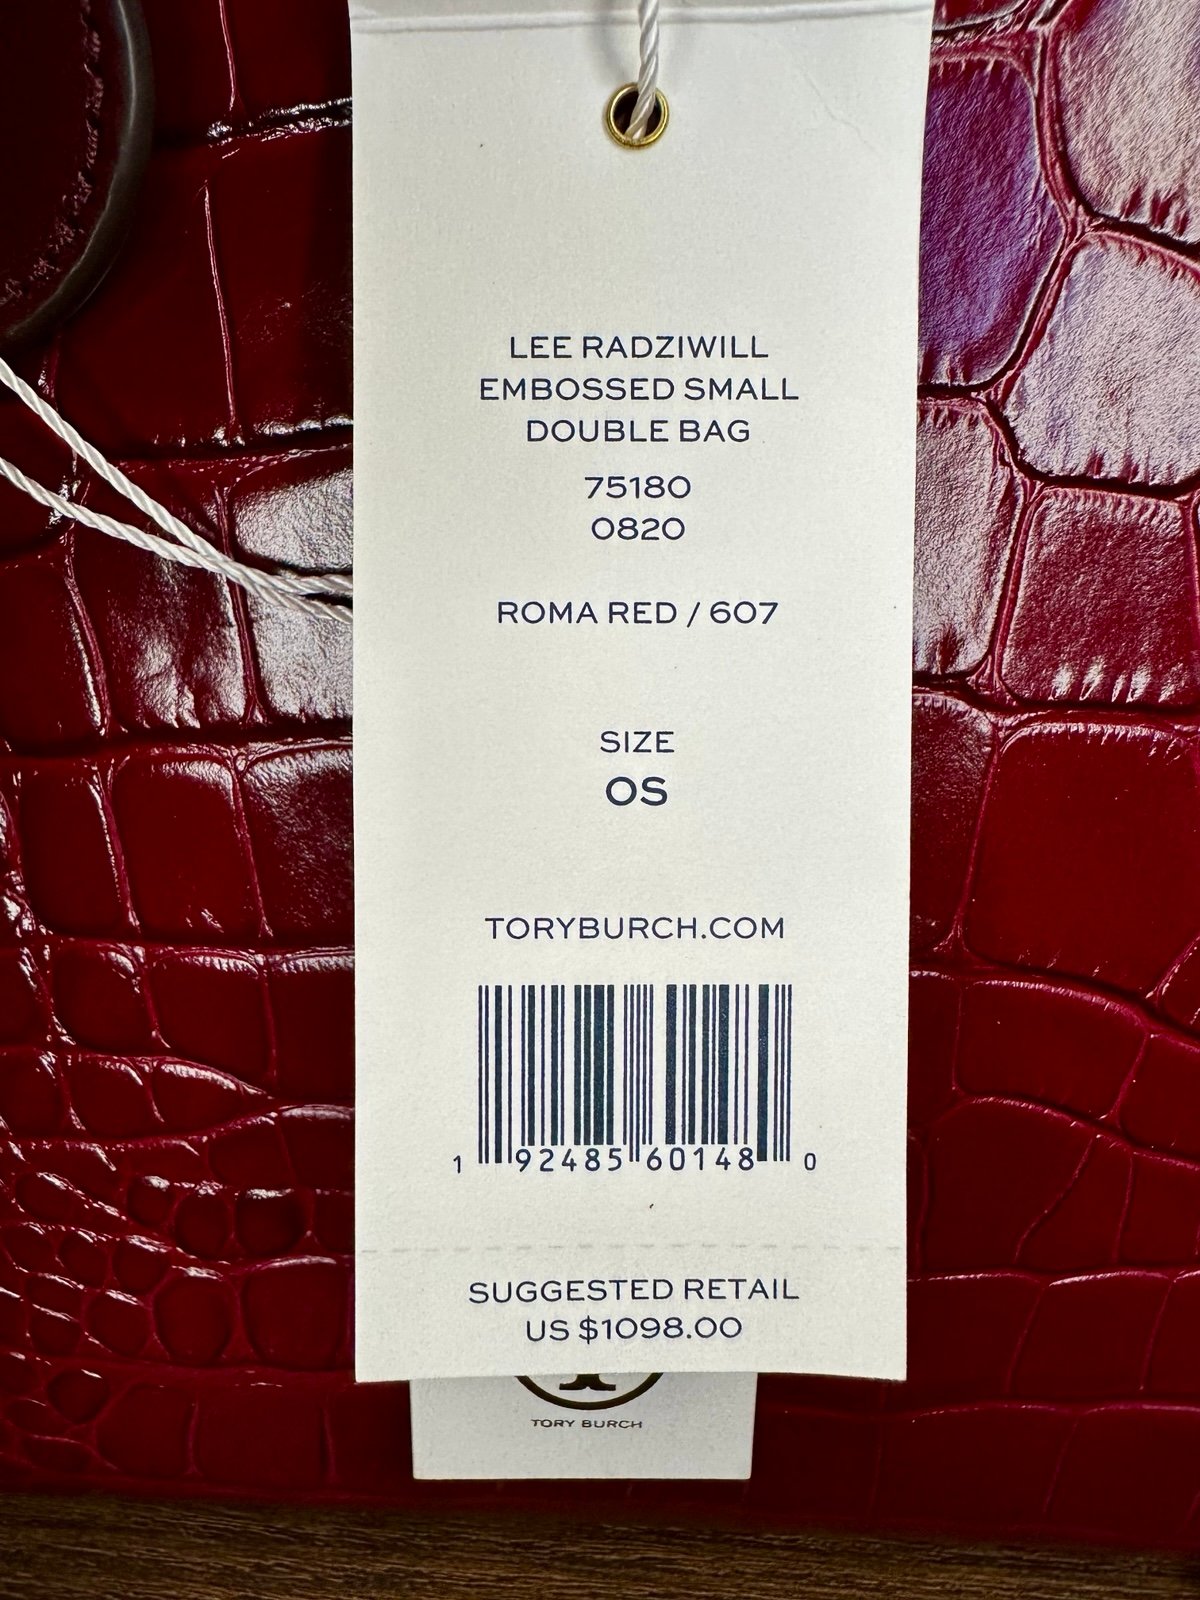 LEE RADZIWILL
EMBOSSED SMALL
DOUBLE BAG
75180
0820
ROMA RED / 607
SIZE
OS
TORYBURCH.COM
1 92485 60148 0
SUGGESTED RETAIL
US $1098.00
TORY BURCH